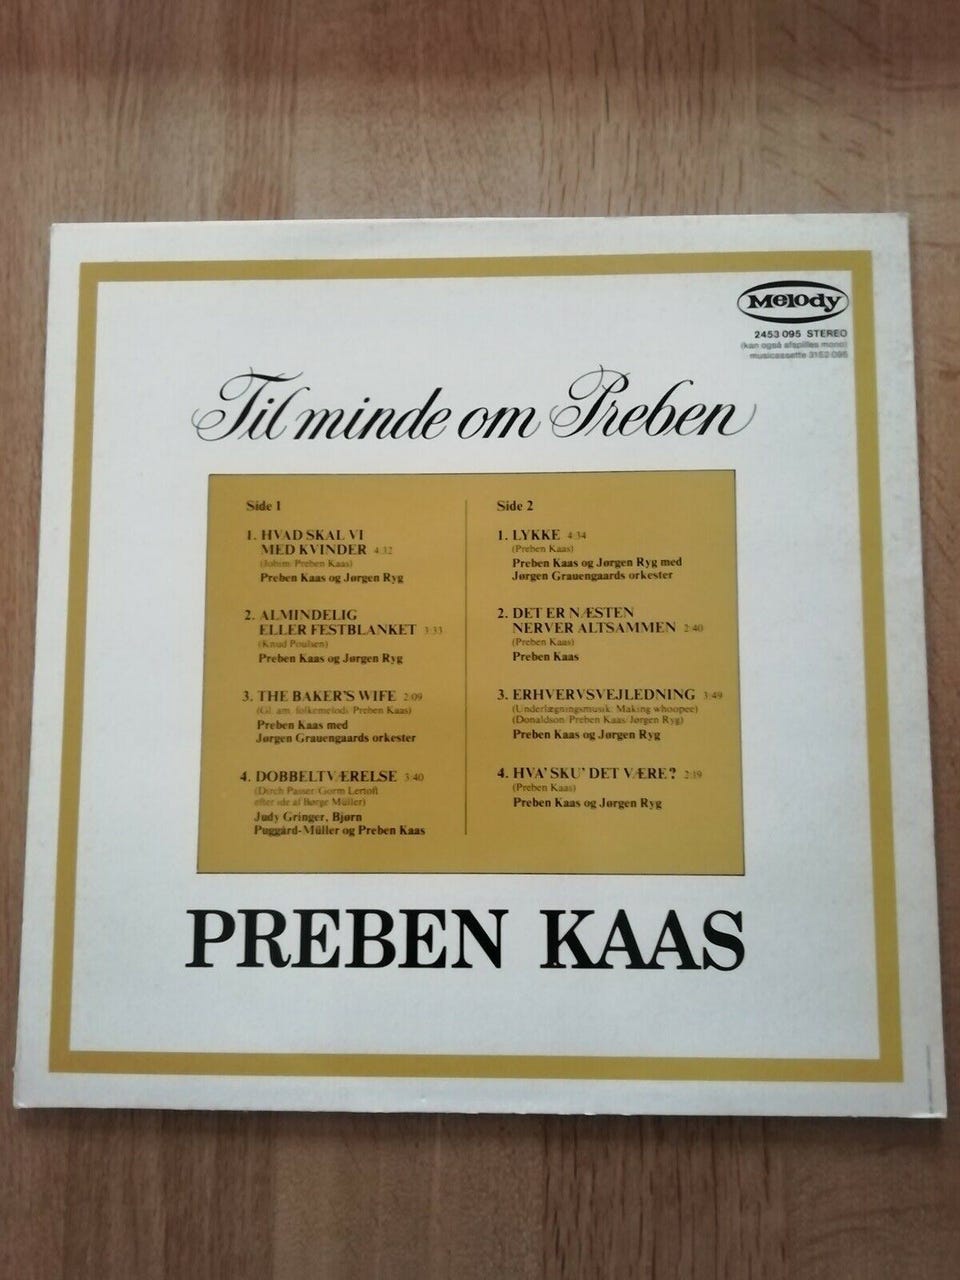 Melody
2453 095 STEREO
(kan også afspilles mono)
musicassette 3152 095
Til minde om Preben
Side 1
1. HVAD SKAL VI
MED KVINDER 4:32
(Jobim/Preben Kaas)
Preben Kaas og Jørgen Ryg
2. ALMINDELIG
ELLER FESTBLANKET 3:33
(Knud Poulsen)
Preben Kaas og Jørgen Ryg
3. THE BAKER'S WIFE 2:09
(Gl. am. folkemelodi/Preben Kaas)
Preben Kaas med
Jørgen Grauengaards orkester
4. DOBBELTVÆRELSE 3:40
(Dirch Passer/Gorm Lertoft
efter ide af Børge Müller)
Judy Gringer, Bjørn
Puggård-Müller og Preben Kaas
Side 2
1. LYKKE 4:34
(Preben Kaas)
Preben Kaas og Jørgen Ryg med
Jørgen Grauengaards orkester
2. DET ER NÆSTEN
NERVER ALTSAMMEN 2:40
(Preben Kaas)
Preben Kaas
3. ERHVERVSVEJLEDNING 3:49
(Underlægningsmusik: Making whoopee)
(Donaldson/Preben Kaas/Jørgen Ryg)
Preben Kaas og Jørgen Ryg
4. HVA' SKU' DET VÆRE? 2:19
(Preben Kaas)
Preben Kaas og Jørgen Ryg
PREBEN KAAS